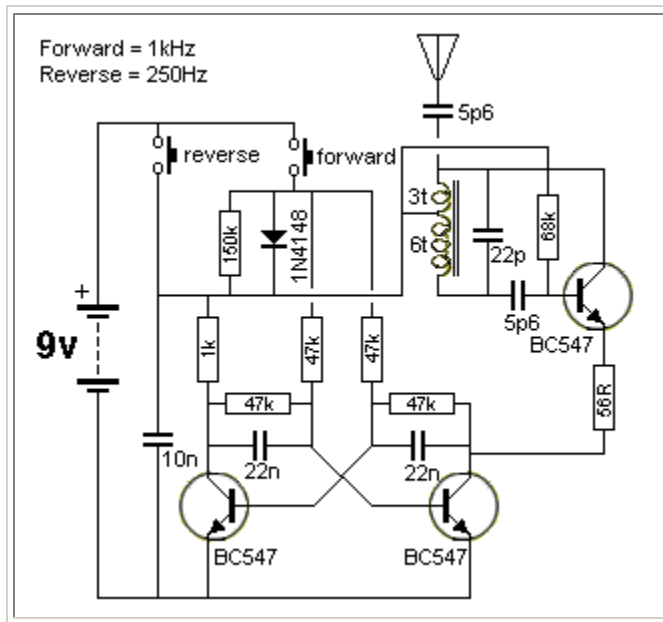 Forward = 1kHz
Reverse = 250Hz
5p6
reverse
forward
3t
150k
1N4148
68k
6t
22p
+
5p6
9v
1k
47k
47k
BC547
47k
47k
56R
10n
22n
22n
BC547
BC547